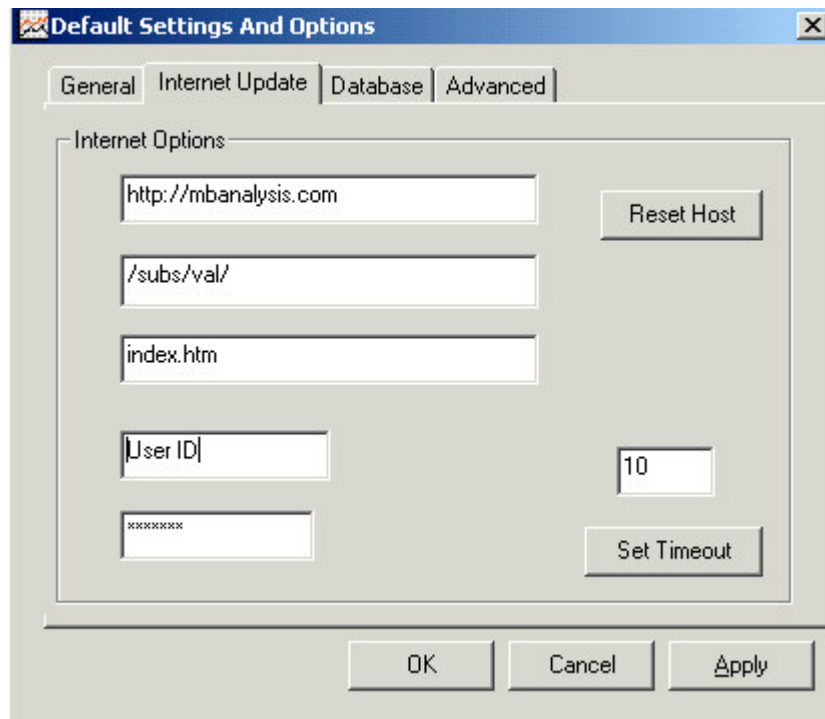 Default Settings And Options
General Internet Update Database Advanced
Internet Options
http://mbanalysis.com
Reset Host
/subs/val/
index.htm
User ID
10
×××××××
Set Timeout
OK Cancel Apply